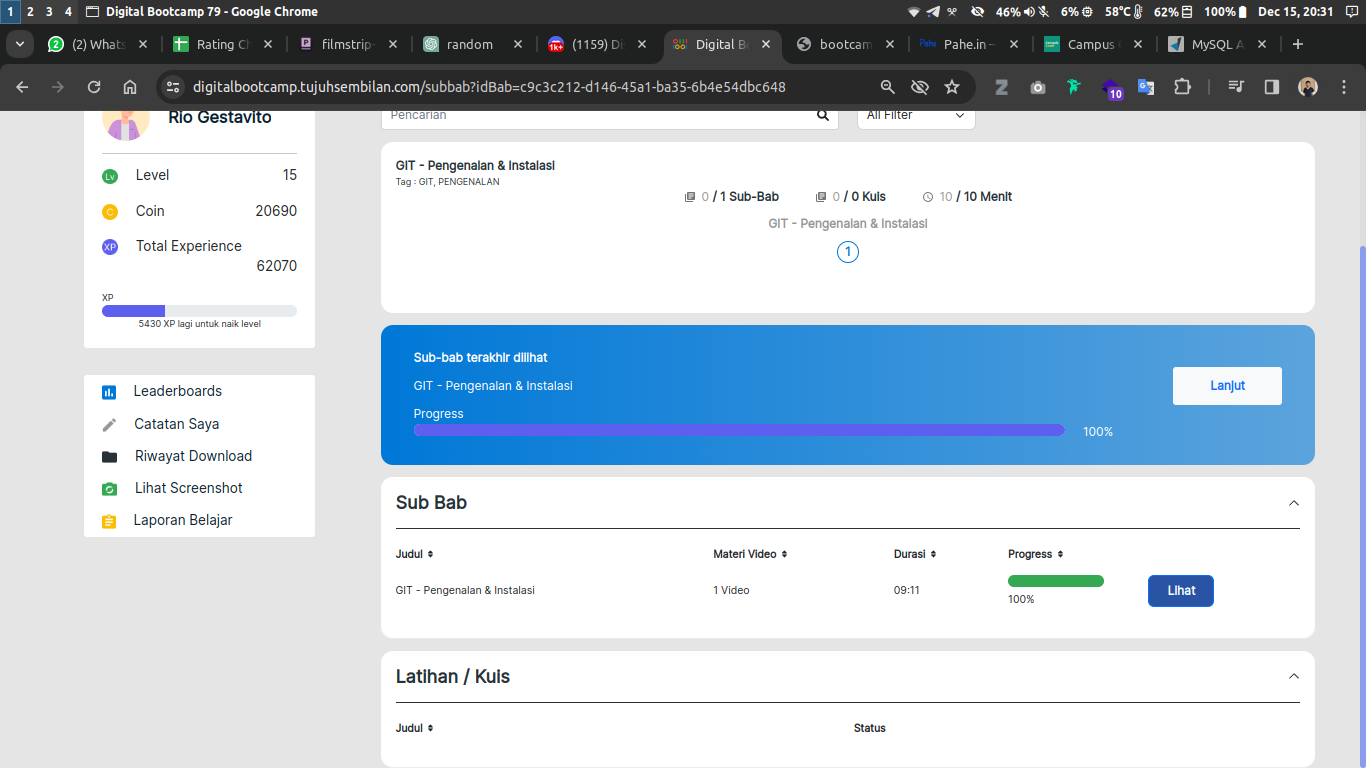 1 2 3 4 Digital Bootcamp 79 - Google Chrome 46% 6% 58°C 62% 100% Dec 15, 20:31
(2) Whats Rating Ch filmstrip- random (1159) Di Digital Bo bootcam Pahe.in – Campus MySQL A
digitalbootcamp.tujuhsembilan.com/subbab?idBab=c9c3c212-d146-45a1-ba35-6b4e54dbc648
10
Rio Gestavito
Lv Level 15
C Coin 20690
XP Total Experience
62070
XP
5430 XP lagi untuk naik level
Leaderboards
Catatan Saya
Riwayat Download
Lihat Screenshot
Laporan Belajar
Pencarian All Filter
GIT - Pengenalan & Instalasi
Tag : GIT, PENGENALAN
0 / 1 Sub-Bab 0 / 0 Kuis 10 / 10 Menit
GIT - Pengenalan & Instalasi
1
Sub-bab terakhir dilihat
GIT - Pengenalan & Instalasi
Lanjut
Progress
100%
Sub Bab
Judul Materi Video Durasi Progress
GIT - Pengenalan & Instalasi 1 Video 09:11 100% Lihat
Latihan / Kuis
Judul Status